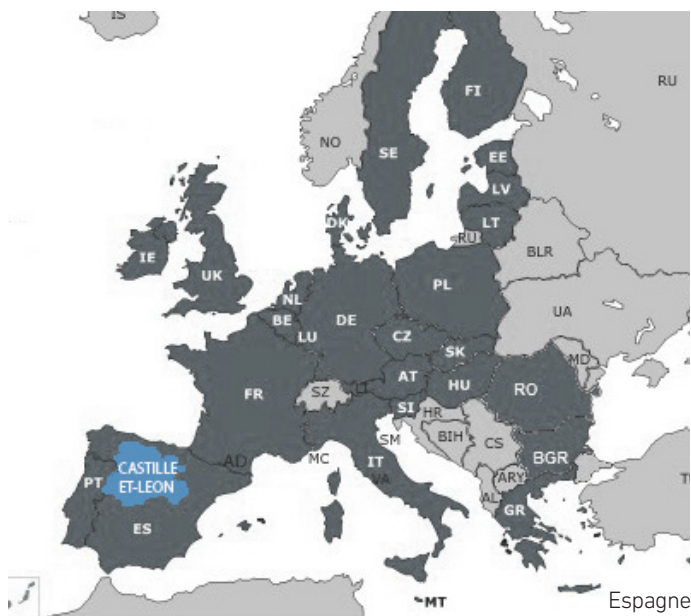 IS
RU
FI
NO
SE
EE
LV
DK
LT
RU
BLR
IE
UK
PL
NL
DE
UA
BE
LU
CZ
SK
MD
AT
HU
RO
FR
SZ
LI
SI
HR
SM
BIH
CS
BGR
MC
AD
IT
VA
ARY
AL
CASTILLE
ET-LEON
PT
ES
GR
MT
Espagne